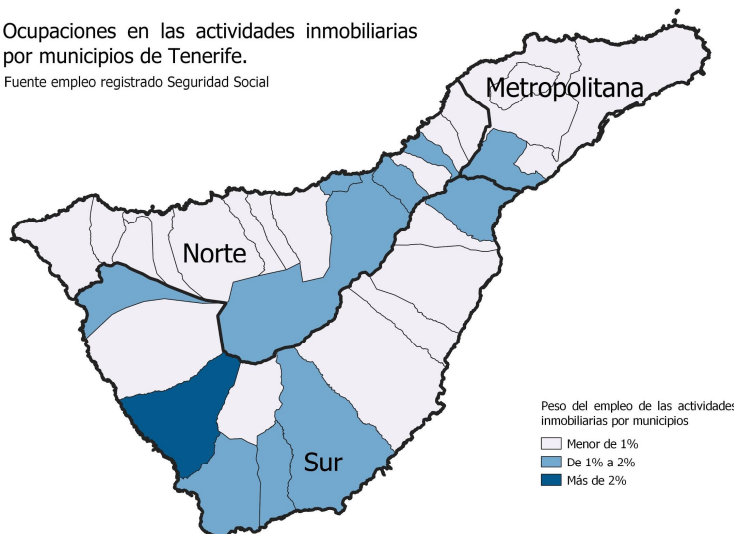 Ocupaciones en las actividades inmobiliarias
por municipios de Tenerife.
Fuente empleo registrado Seguridad Social
Metropolitana
Norte
Sur
Peso del empleo de las actividades
inmobiliarias por municipios
Menor de 1%
De 1% a 2%
Más de 2%